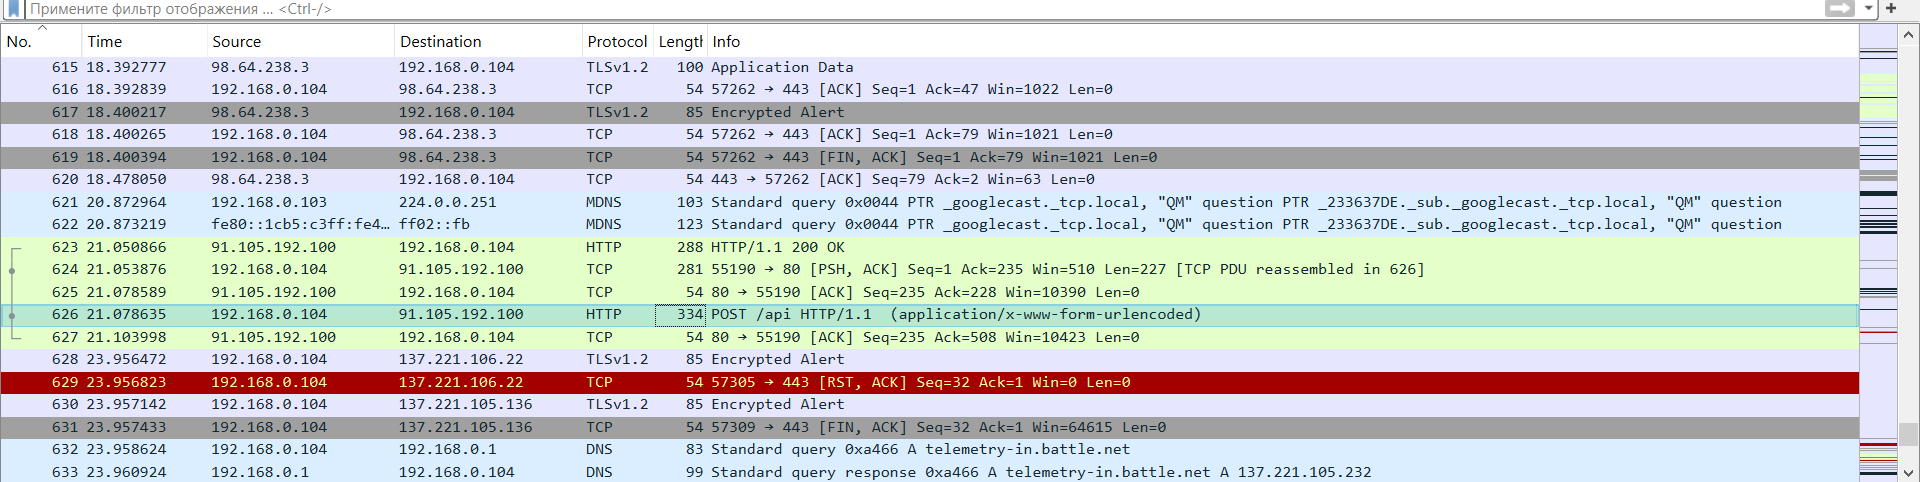 Примените фильтр отображения … <Ctrl-/>
No. Time Source Destination Protocol Length Info
615 18.392777 98.64.238.3 192.168.0.104 TLSv1.2 100 Application Data
616 18.392839 192.168.0.104 98.64.238.3 TCP 54 57262 → 443 [ACK] Seq=1 Ack=47 Win=1022 Len=0
617 18.400217 98.64.238.3 192.168.0.104 TLSv1.2 85 Encrypted Alert
618 18.400265 192.168.0.104 98.64.238.3 TCP 54 57262 → 443 [ACK] Seq=1 Ack=79 Win=1021 Len=0
619 18.400394 192.168.0.104 98.64.238.3 TCP 54 57262 → 443 [FIN, ACK] Seq=1 Ack=79 Win=1021 Len=0
620 18.478050 98.64.238.3 192.168.0.104 TCP 54 443 → 57262 [ACK] Seq=79 Ack=2 Win=63 Len=0
621 20.872964 192.168.0.103 224.0.0.251 MDNS 103 Standard query 0x0044 PTR _googlecast._tcp.local, "QM" question PTR _233637DE._sub._googlecast._tcp.local, "QM" question
622 20.873219 fe80::1cb5:c3ff:fe4… ff02::fb MDNS 123 Standard query 0x0044 PTR _googlecast._tcp.local, "QM" question PTR _233637DE._sub._googlecast._tcp.local, "QM" question
623 21.050866 91.105.192.100 192.168.0.104 HTTP 288 HTTP/1.1 200 OK
624 21.053876 192.168.0.104 91.105.192.100 TCP 281 55190 → 80 [PSH, ACK] Seq=1 Ack=235 Win=510 Len=227 [TCP PDU reassembled in 626]
625 21.078589 91.105.192.100 192.168.0.104 TCP 54 80 → 55190 [ACK] Seq=235 Ack=228 Win=10390 Len=0
626 21.078635 192.168.0.104 91.105.192.100 HTTP 334 POST /api HTTP/1.1  (application/x-www-form-urlencoded)
627 21.103998 91.105.192.100 192.168.0.104 TCP 54 80 → 55190 [ACK] Seq=235 Ack=508 Win=10423 Len=0
628 23.956472 192.168.0.104 137.221.106.22 TLSv1.2 85 Encrypted Alert
629 23.956823 192.168.0.104 137.221.106.22 TCP 54 57305 → 443 [RST, ACK] Seq=32 Ack=1 Win=0 Len=0
630 23.957142 192.168.0.104 137.221.105.136 TLSv1.2 85 Encrypted Alert
631 23.957433 192.168.0.104 137.221.105.136 TCP 54 57309 → 443 [FIN, ACK] Seq=32 Ack=1 Win=64615 Len=0
632 23.958624 192.168.0.104 192.168.0.1 DNS 83 Standard query 0xa466 A telemetry-in.battle.net
633 23.960924 192.168.0.1 192.168.0.104 DNS 99 Standard query response 0xa466 A telemetry-in.battle.net A 137.221.105.232